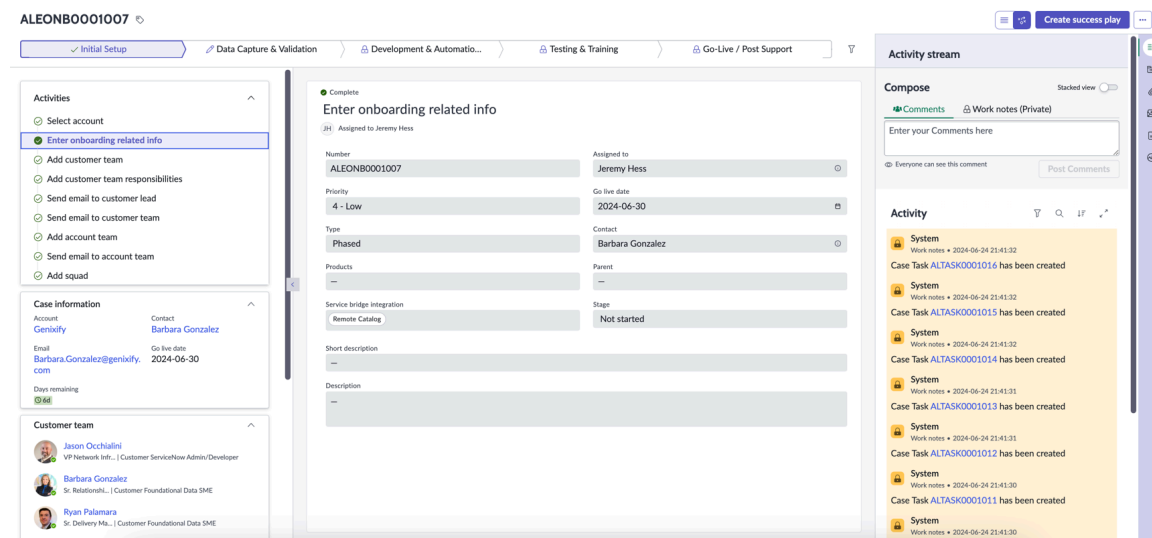 ALEONB0001007
Create success play
Initial Setup
Data Capture & Validation
Development & Automatio...
Testing & Training
Go-Live / Post Support
Activities
Select account
Enter onboarding related info
Add customer team
Add customer team responsibilities
Send email to customer lead
Send email to customer team
Add account team
Send email to account team
Add squad
Case information
Account
Contact
Genixify
Barbara Gonzalez
Email
Go live date
Barbara.Gonzalez@genixify.
2024-06-30
com
Days remaining
6d
Customer team
Jason Occhialini
VP Network Infr... | Customer ServiceNow Admin/Developer
Barbara Gonzalez
Sr. Relationshi... | Customer Foundational Data SME
Ryan Palamara
Sr. Delivery Ma... | Customer Foundational Data SME
Complete
Enter onboarding related info
JH Assigned to Jeremy Hess
Number
ALEONB0001007
Assigned to
Jeremy Hess
Priority
4 - Low
Go live date
2024-06-30
Type
Phased
Contact
Barbara Gonzalez
Products
—
Parent
—
Service bridge integration
Remote Catalog
Stage
Not started
Short description
—
Description
—
Activity stream
Compose
Stacked view
Comments
Work notes (Private)
Enter your Comments here
Everyone can see this comment
Post Comments
Activity
System
Work notes • 2024-06-24 21:41:32
Case Task ALTASK0001016 has been created
System
Work notes • 2024-06-24 21:41:32
Case Task ALTASK0001015 has been created
System
Work notes • 2024-06-24 21:41:32
Case Task ALTASK0001014 has been created
System
Work notes • 2024-06-24 21:41:31
Case Task ALTASK0001013 has been created
System
Work notes • 2024-06-24 21:41:31
Case Task ALTASK0001012 has been created
System
Work notes • 2024-06-24 21:41:30
Case Task ALTASK0001011 has been created
System
Work notes • 2024-06-24 21:41:30